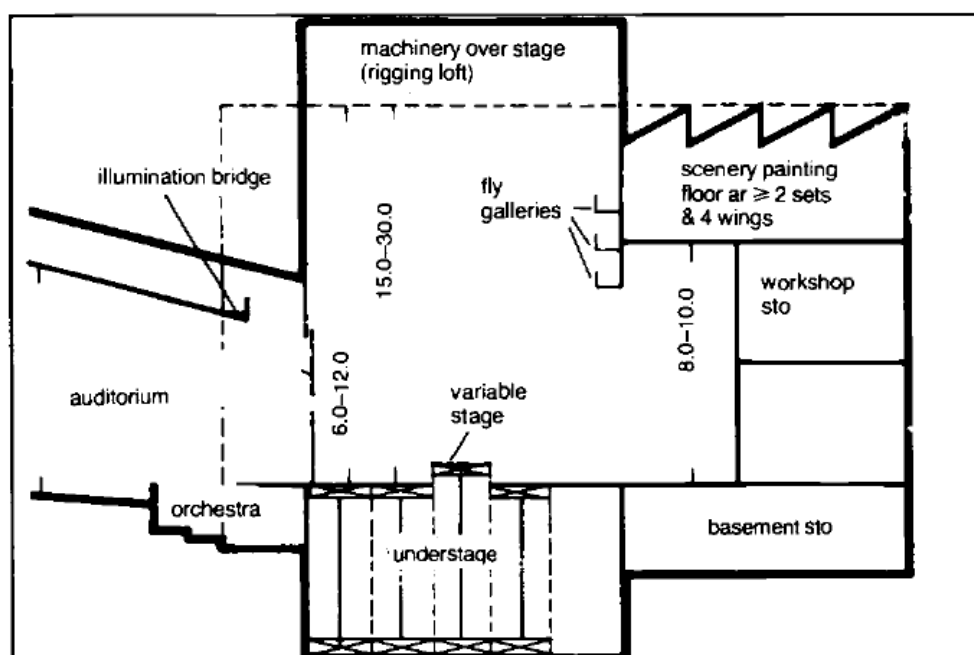 machinery over stage
(rigging loft)
illumination bridge
fly
galleries
scenery painting
floor ar ≥ 2 sets
& 4 wings
15.0–30.0
workshop
sto
8.0–10.0
6.0–12.0
auditorium
variable
stage
orchestra
understage
basement sto